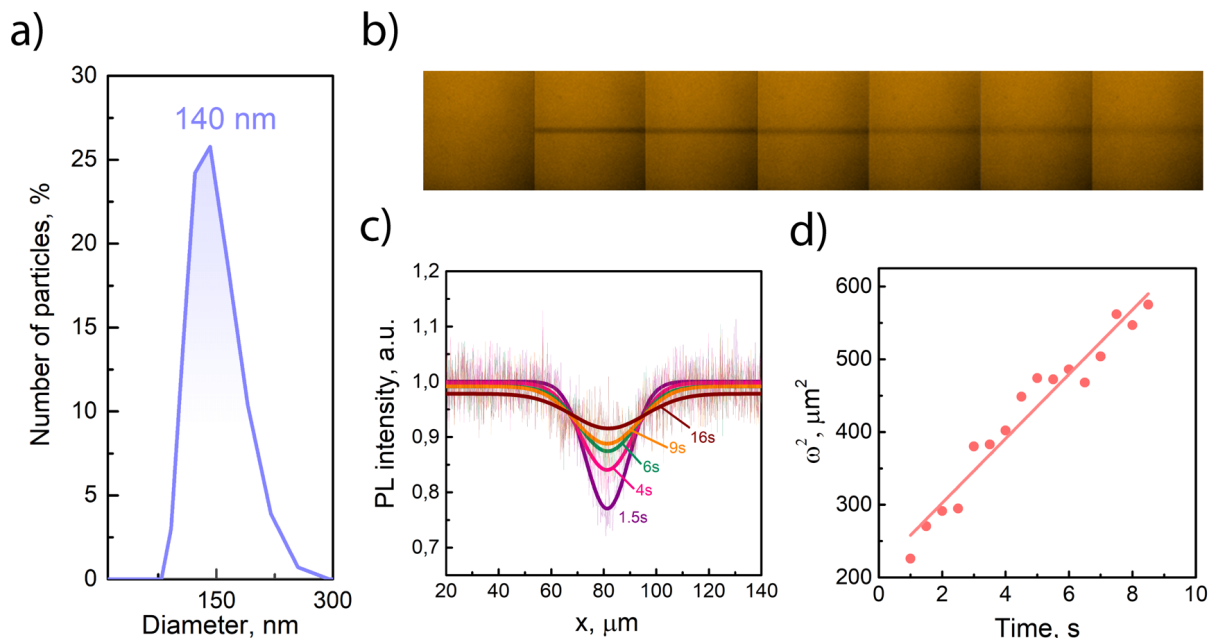 a)
30
25
20
15
10
5
0
150
300
140 nm
Number of particles, %
Diameter, nm
b)
c)
1,2
1,1
1,0
0,9
0,8
0,7
20 40 60 80 100 120 140
PL intensity, a.u.
x, μm
16s
9s
6s
4s
1.5s
d)
600
500
400
300
200
0 2 4 6 8 10
ω², μm²
Time, s